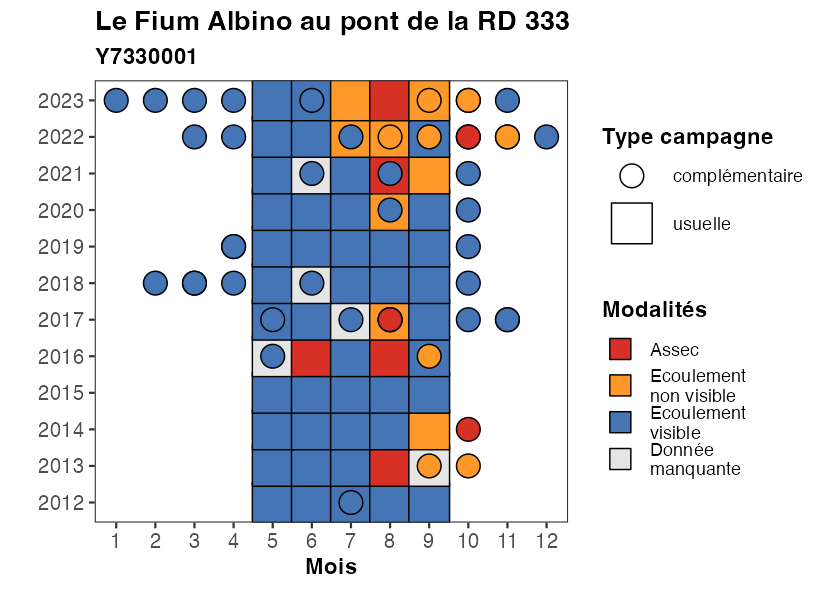 Le Fium Albino au pont de la RD 333
Y7330001
2023
2022
2021
2020
2019
2018
2017
2016
2015
2014
2013
2012
1 2 3 4 5 6 7 8 9 10 11 12
Mois
Type campagne
complémentaire
usuelle
Modalités
Assec
Ecoulement
non visible
Ecoulement
visible
Donnée
manquante